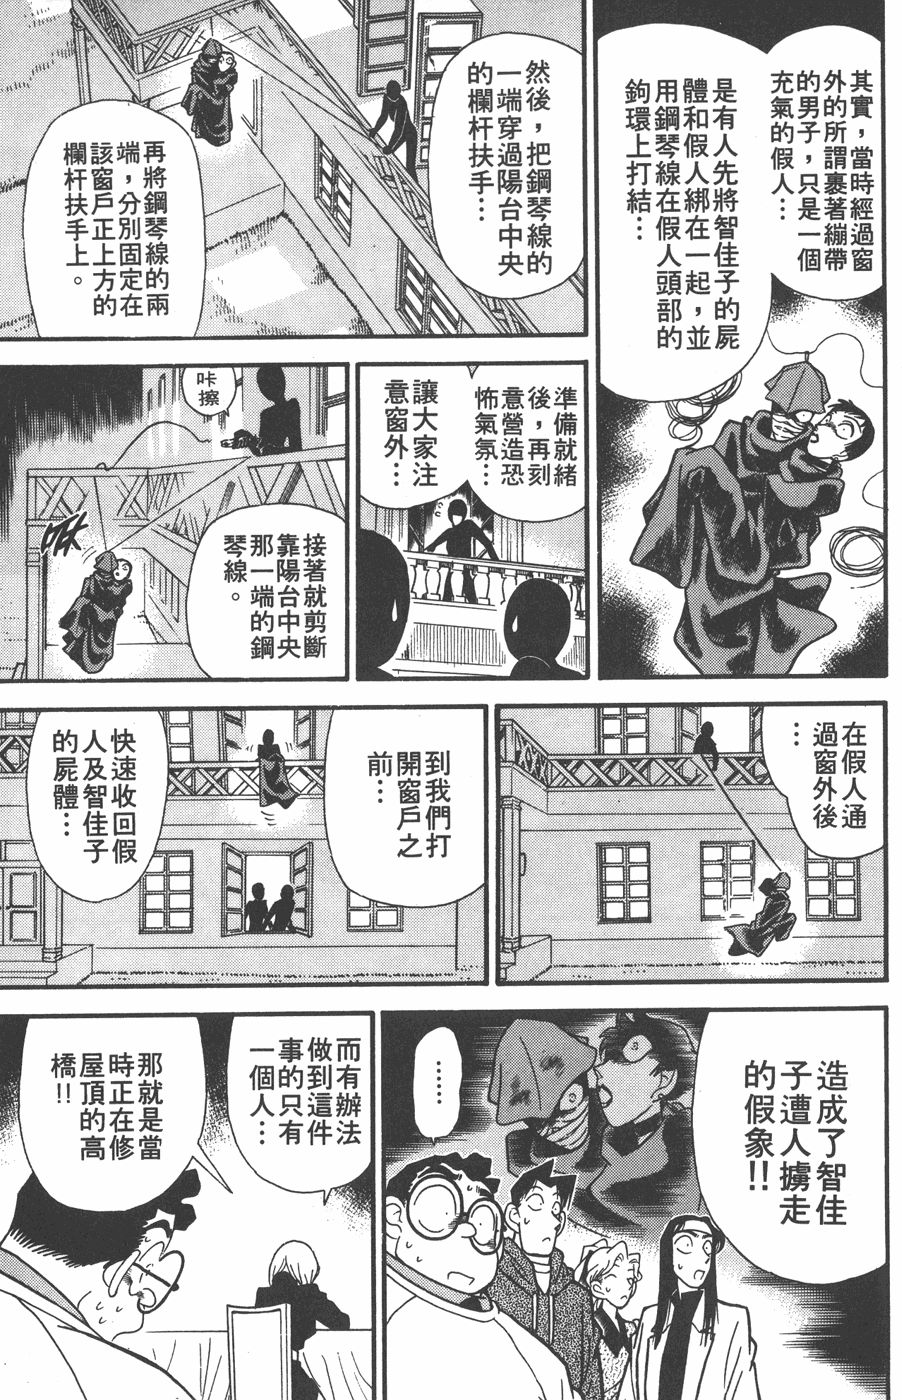 其實，當時經過窗
外的所謂裹著繃帶
的男子，只是一個
充氣的假人…
是有人先將智佳子的屍
體和假人綁在一起，並
用鋼琴線在假人頭部的
鉤環上打結…
然後，把鋼琴線的
一端穿過陽台中央
的欄杆扶手…
再將鋼琴線的兩
端，分別固定在
該窗戶正上方的
欄杆扶手上。
準備就緒
後，再刻
意營造恐
怖氣氛…
讓大家注
意窗外…
咔擦
接著就剪斷
靠陽台中央
那一端的鋼
琴線。
咻
在假人通
過窗外後
…
到我們打
開窗戶之
前…
快速收回假
人及智佳子
的屍體…
造成了智佳
子遭人擄走
的假象!!
……
而有辦法
做到這件
事的只有
一個人…
那就是當
時正在修
屋頂的高
橋!!